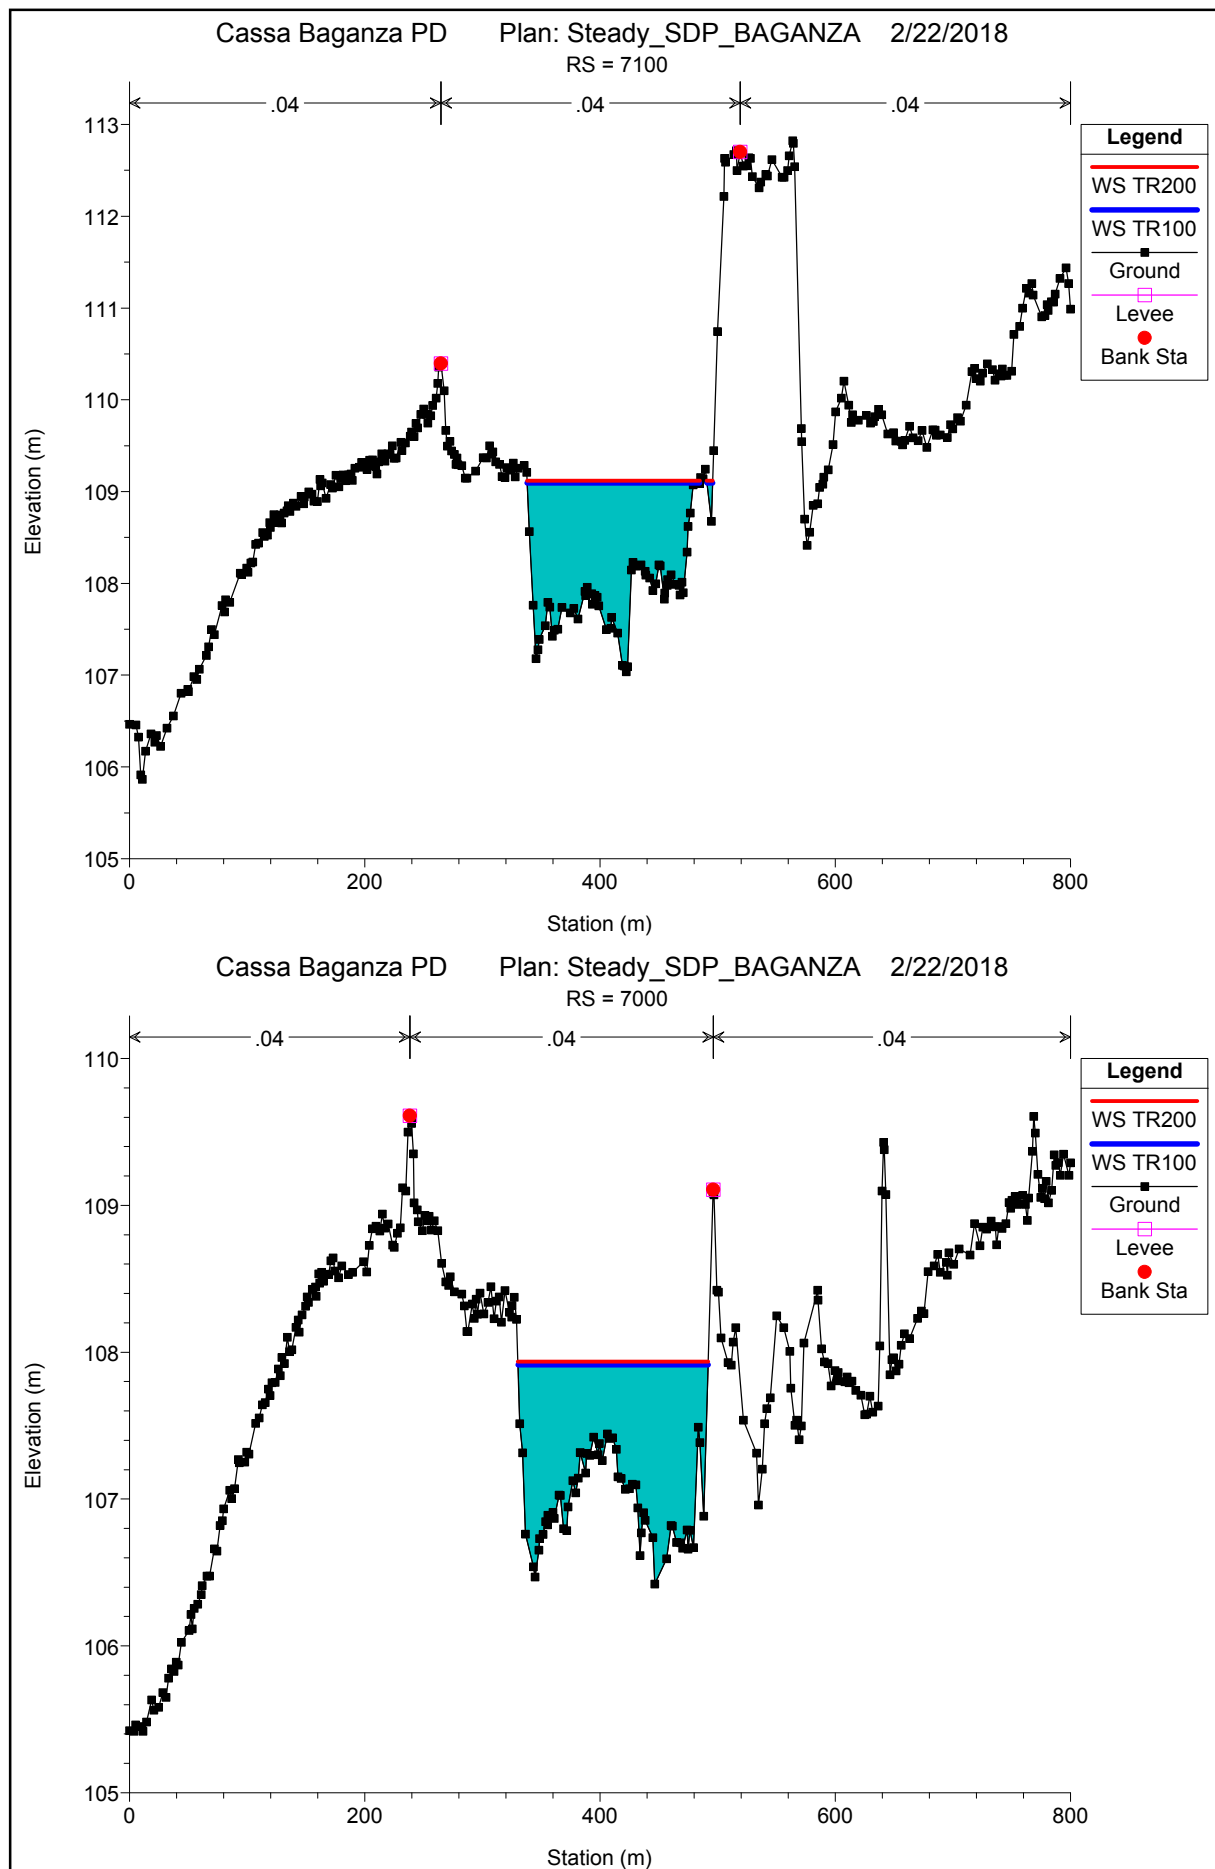 Cassa Baganza PD Plan: Steady_SDP_BAGANZA 2/22/2018
RS = 7100
.04 .04 .04
113
112
111
110
109
108
107
106
105
Elevation (m)
0 200 400 600 800
Station (m)
Legend
WS TR200
WS TR100
Ground
Levee
Bank Sta
Cassa Baganza PD Plan: Steady_SDP_BAGANZA 2/22/2018
RS = 7000
.04 .04 .04
110
109
108
107
106
105
Elevation (m)
0 200 400 600 800
Station (m)
Legend
WS TR200
WS TR100
Ground
Levee
Bank Sta